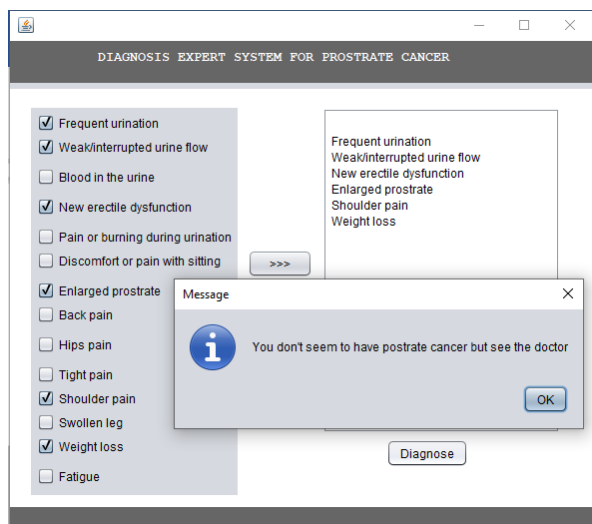 DIAGNOSIS EXPERT SYSTEM FOR PROSTRATE CANCER
Frequent urination
Weak/interrupted urine flow
Blood in the urine
New erectile dysfunction
Pain or burning during urination
Discomfort or pain with sitting
Enlarged prostrate
Back pain
Hips pain
Tight pain
Shoulder pain
Swollen leg
Weight loss
Fatigue
>>>
Frequent urination
Weak/interrupted urine flow
New erectile dysfunction
Enlarged prostrate
Shoulder pain
Weight loss
Message
You don't seem to have postrate cancer but see the doctor
OK
Diagnose